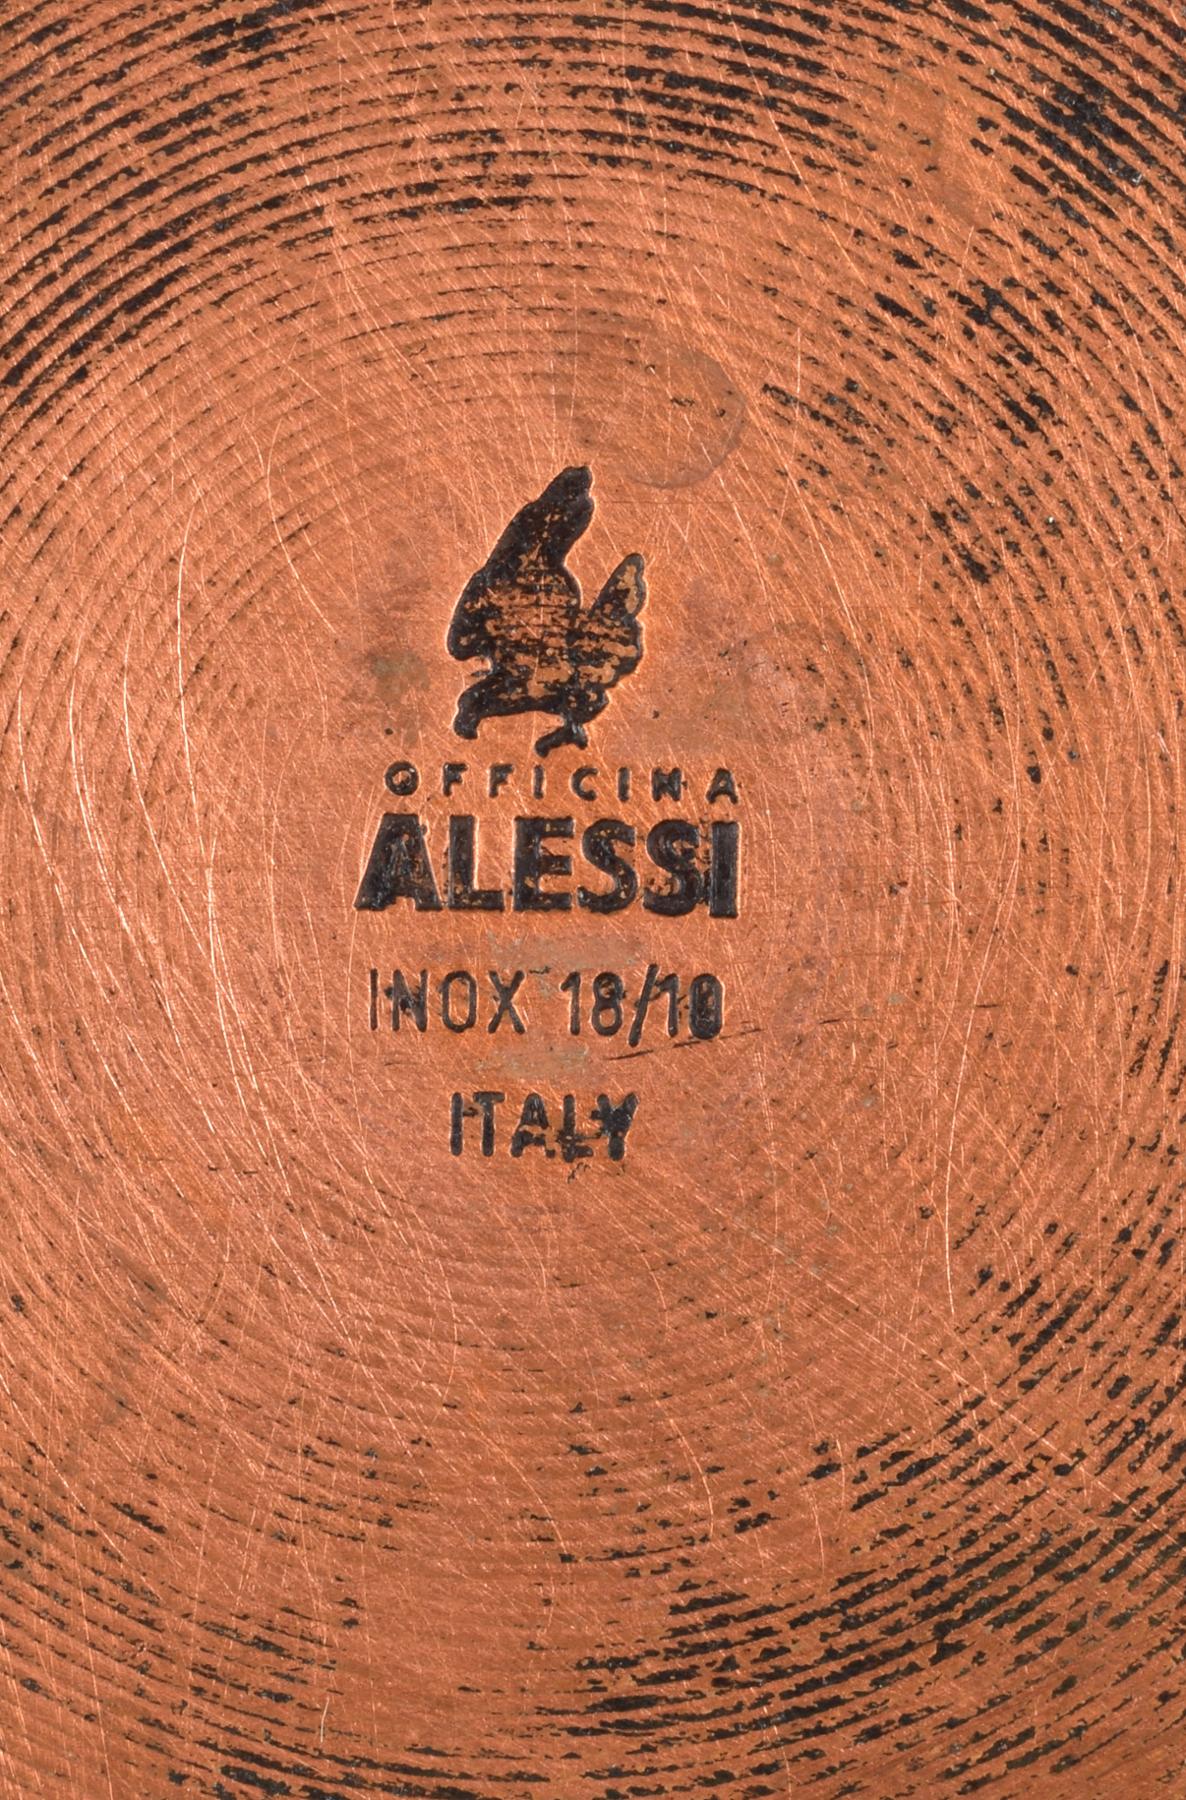 OFFICINA
ALESSI
INOX 18/10
ITALY